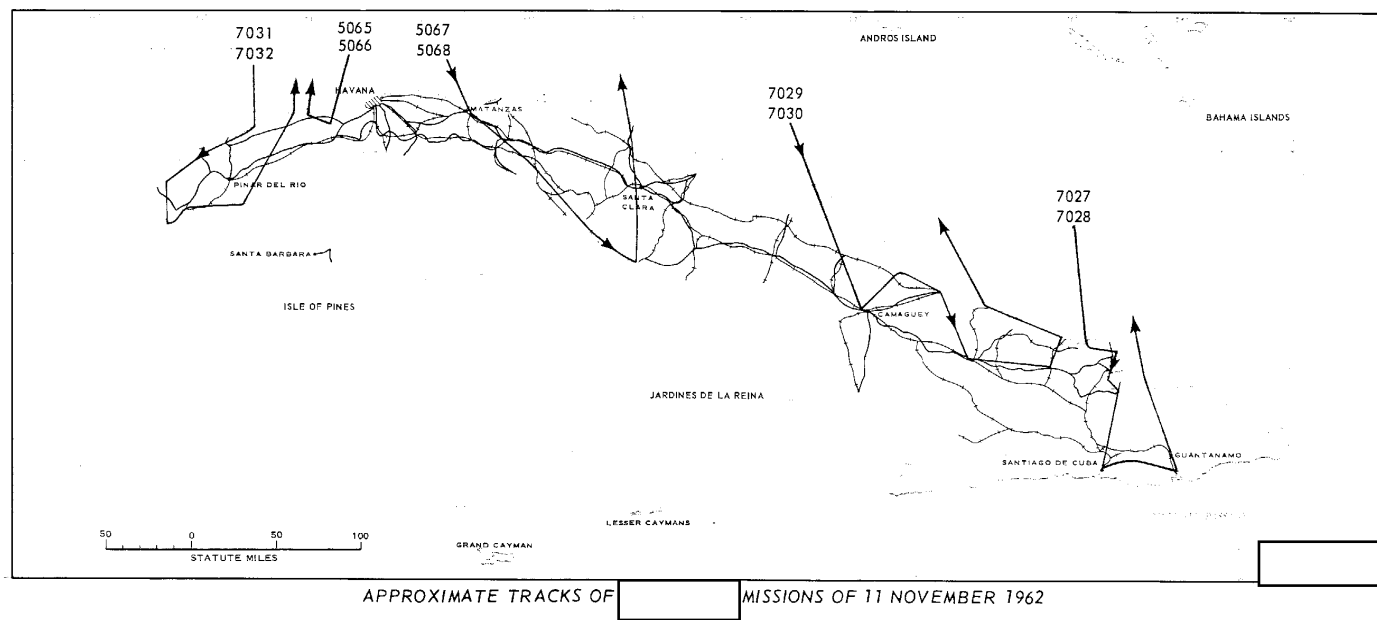 7031
7032
5065
5066
5067
5068
ANDROS ISLAND
HAVANA
MATANZAS
7029
7030
BAHAMA ISLANDS
PINAR DEL RIO
SANTA
CLARA
7027
7028
SANTA BARBARA
ISLE OF PINES
CAMAGUEY
JARDINES DE LA REINA
SANTIAGO DE CUBA
GUANTANAMO
LESSER CAYMANS
GRAND CAYMAN
50 0 50 100
STATUTE MILES
APPROXIMATE TRACKS OF MISSIONS OF 11 NOVEMBER 1962